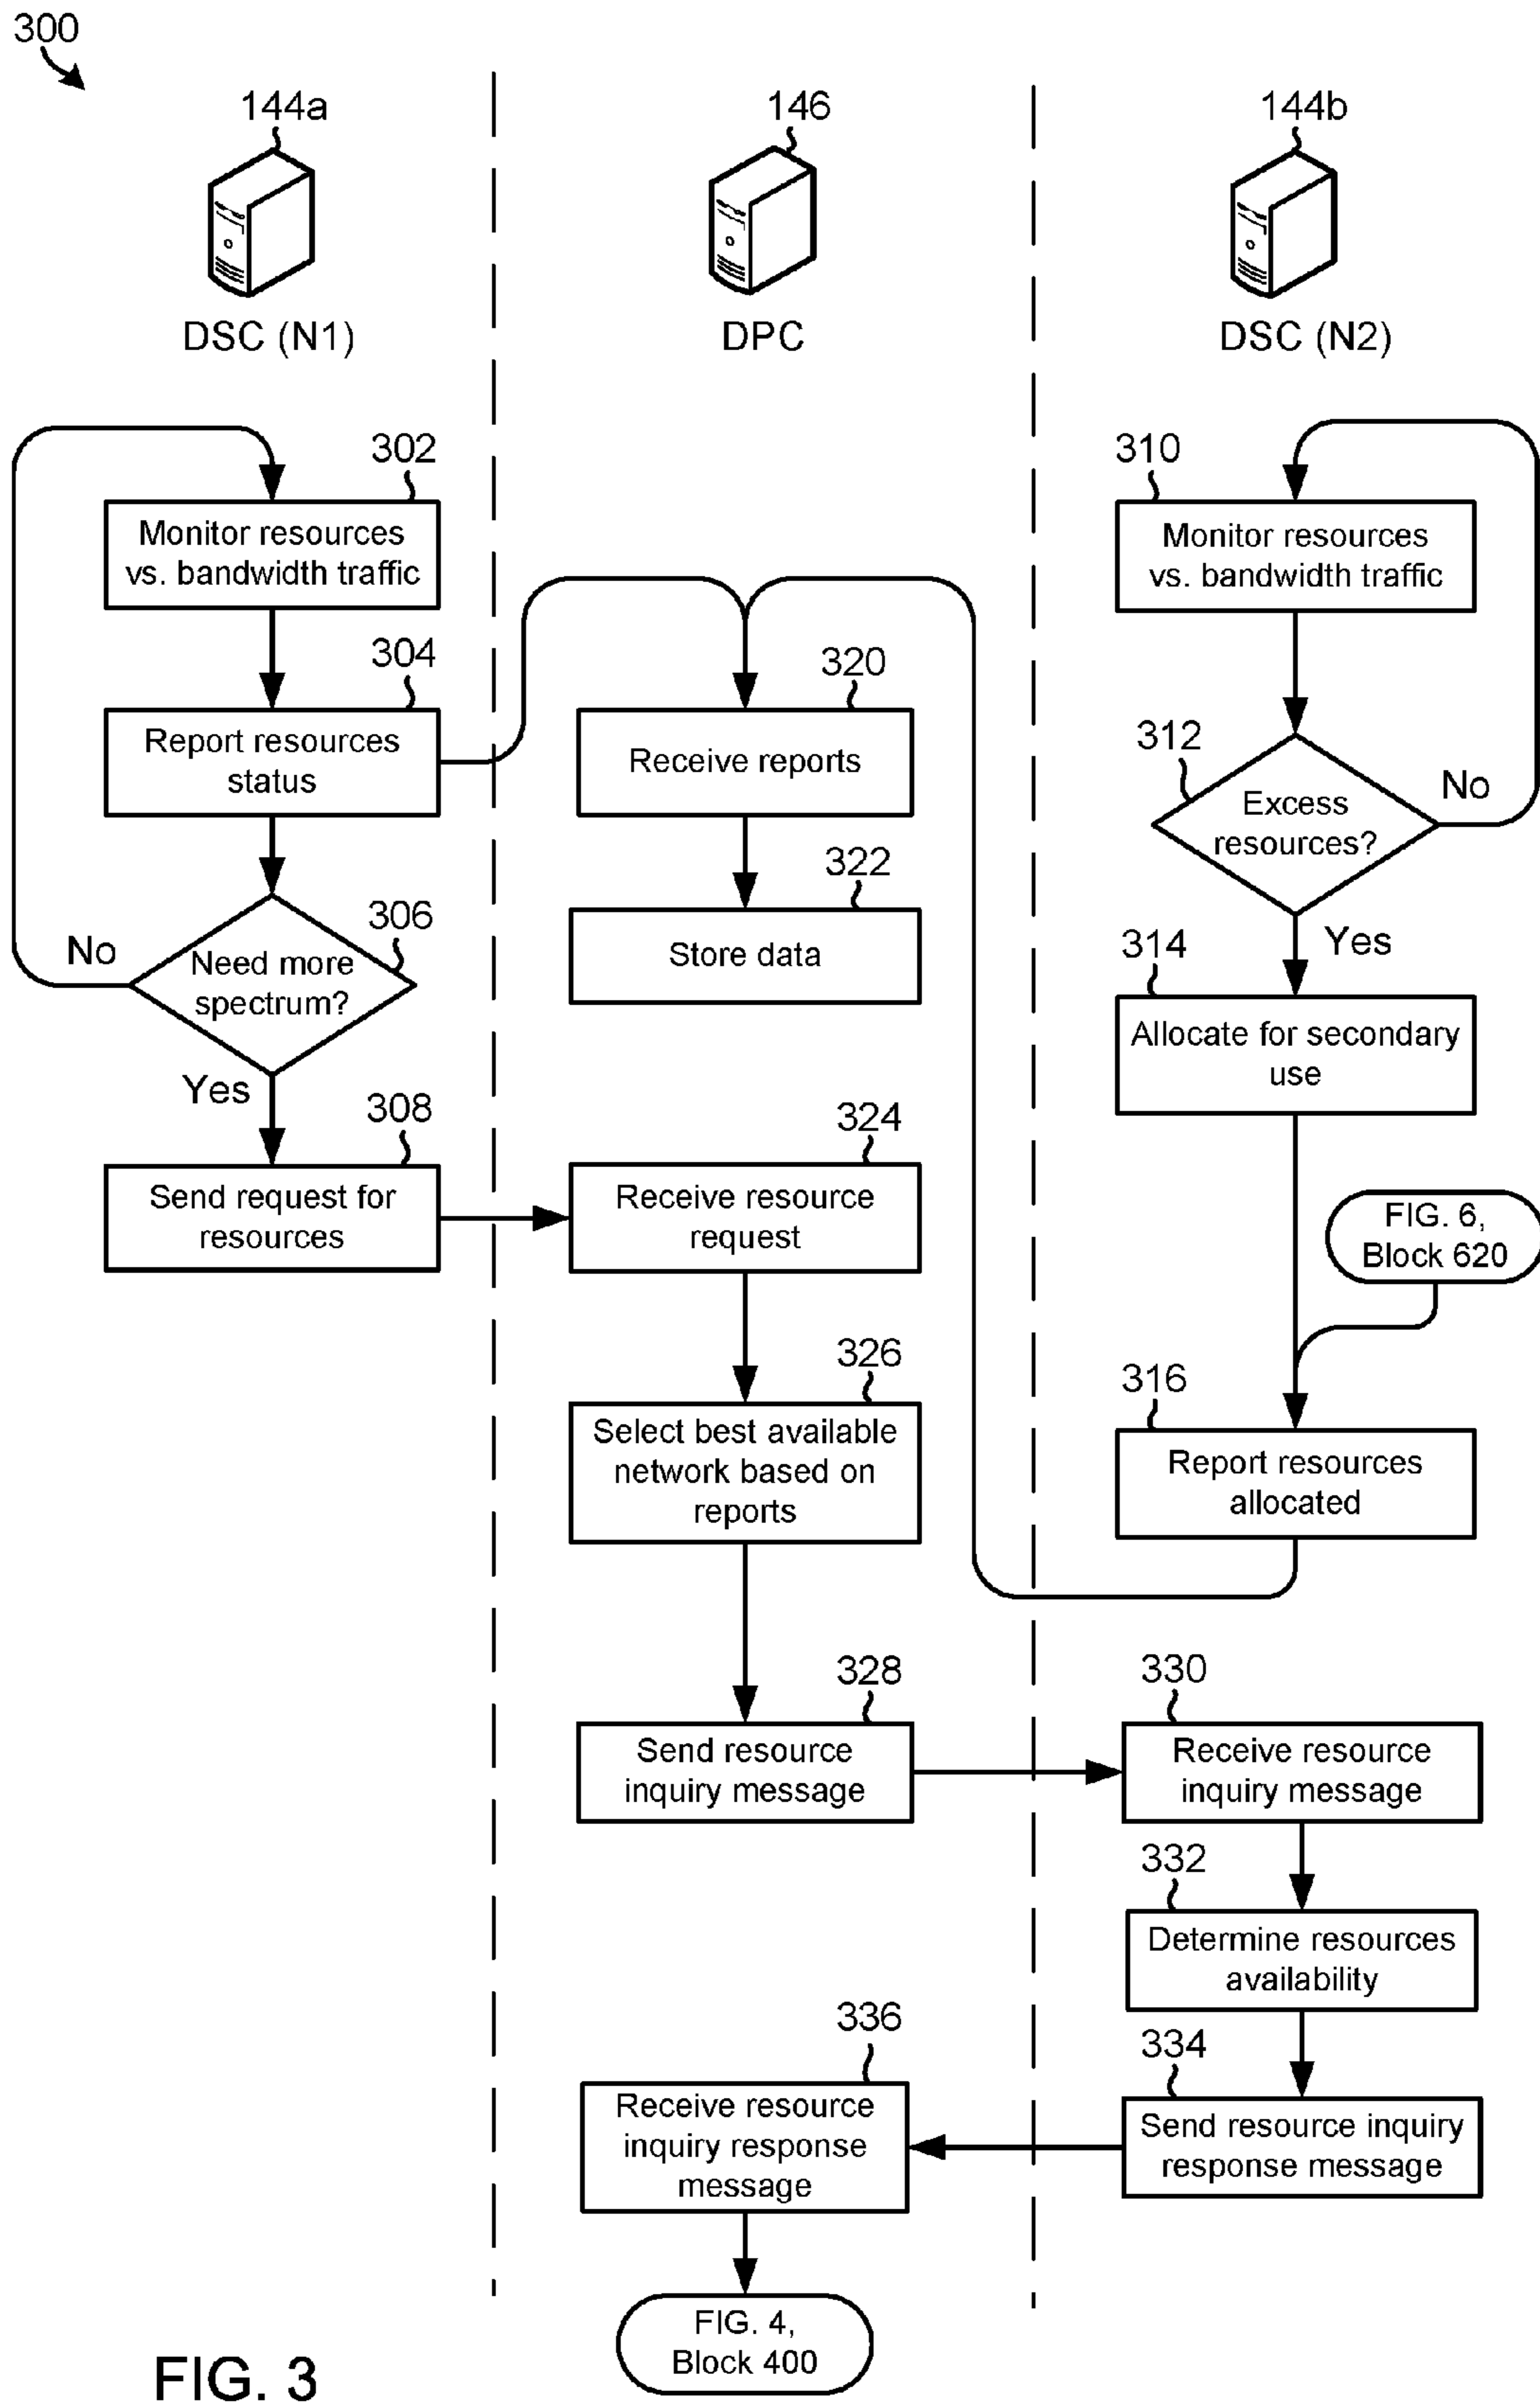 300
144a
146
144b
DSC (N1)
DPC
DSC (N2)
302
Monitor resources
vs. bandwidth traffic
304
Report resources
status
306
Need more
spectrum?
No
Yes
308
Send request for
resources
320
Receive reports
322
Store data
324
Receive resource
request
326
Select best available
network based on
reports
328
Send resource
inquiry message
336
Receive resource
inquiry response
message
FIG. 4,
Block 400
310
Monitor resources
vs. bandwidth traffic
312
Excess
resources?
No
Yes
314
Allocate for secondary
use
FIG. 6,
Block 620
316
Report resources
allocated
330
Receive resource
inquiry message
332
Determine resources
availability
334
Send resource inquiry
response message
FIG. 3